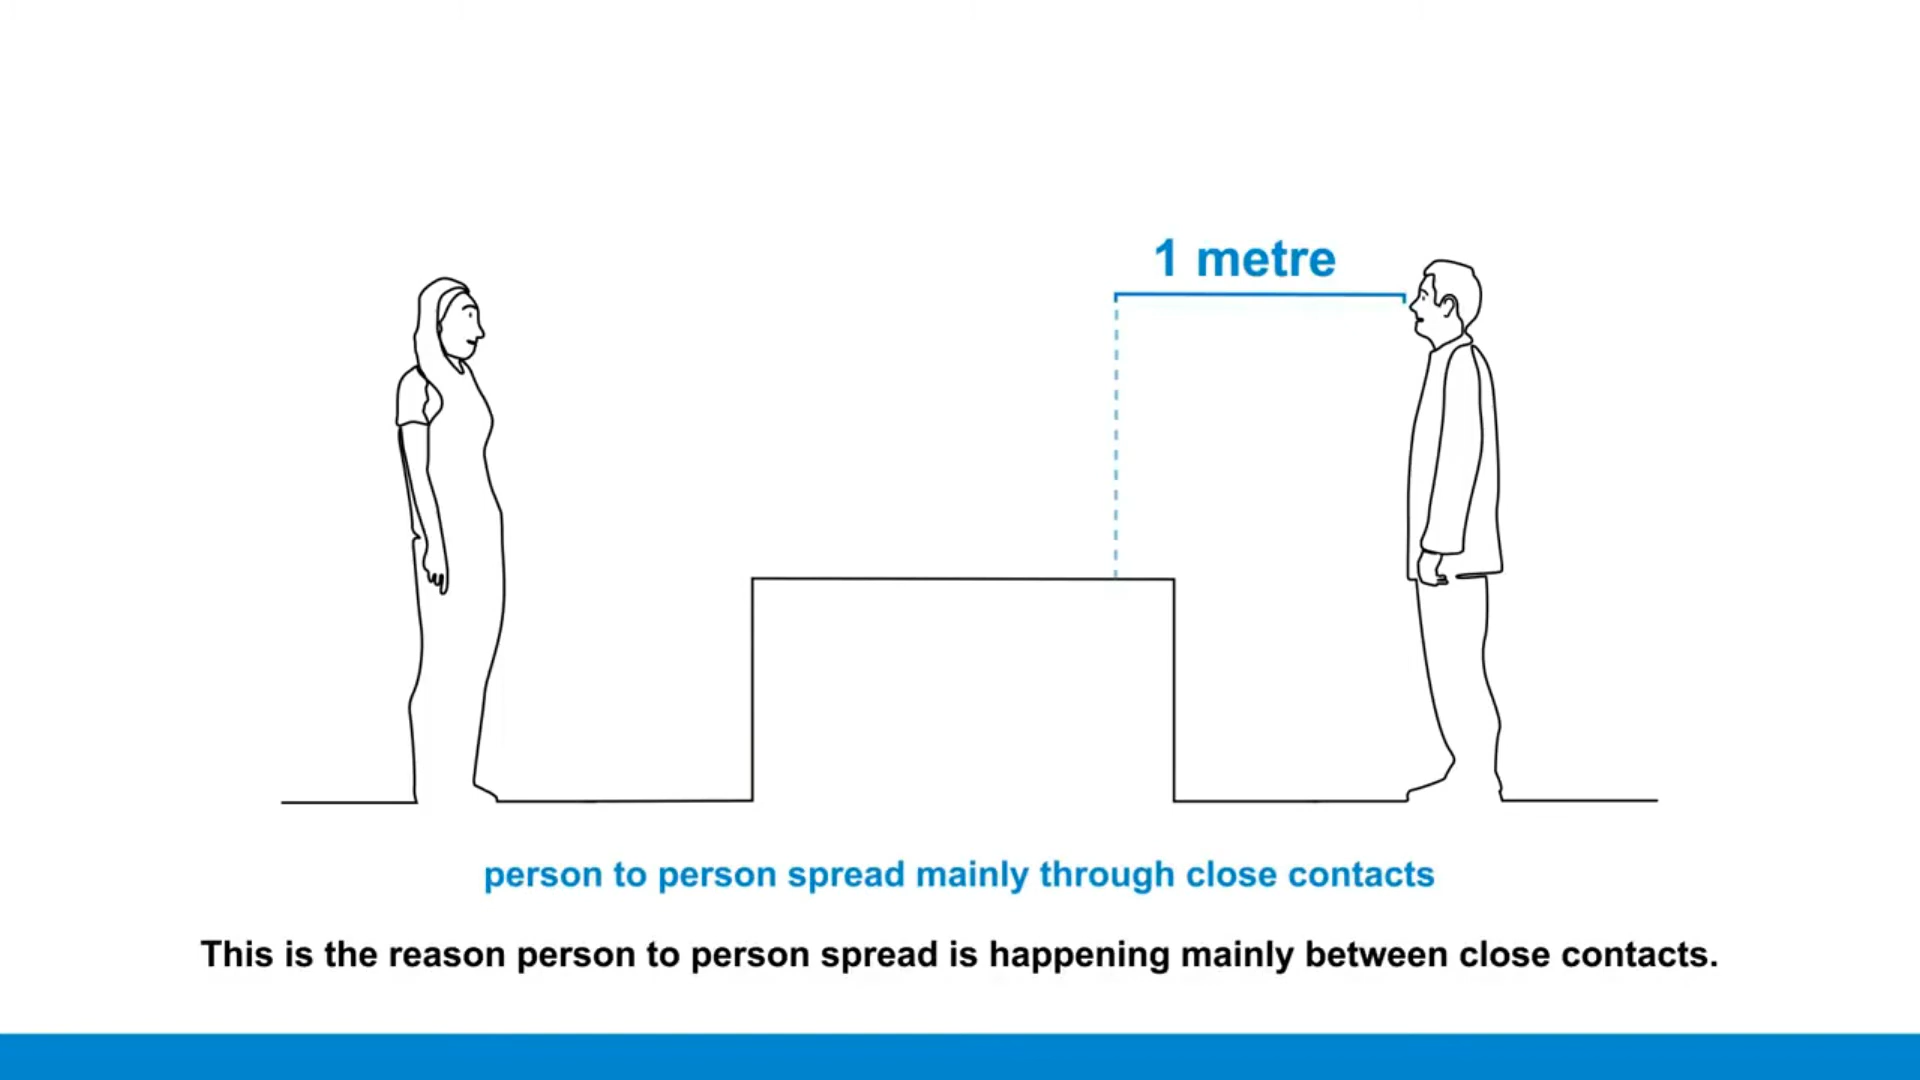 1 metre
person to person spread mainly through close contacts
This is the reason person to person spread is happening mainly between close contacts.